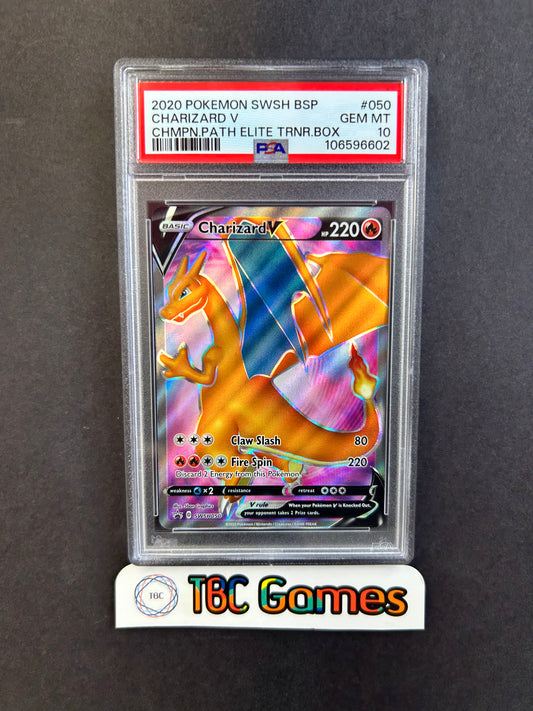 2020 POKEMON SWSH BSP #050
CHARIZARD V GEM MT
CHMPN.PATH ELITE TRNR.BOX 10
PSA 106596602
BASIC Charizard V HP 220
Claw Slash 80
Fire Spin 220
Discard 2 Energy from this Pokémon.
weakness ×2 resistance retreat
V rule When your Pokémon V is Knocked Out,
your opponent takes 2 Prize cards.
SWSH050
TBC TBC Games